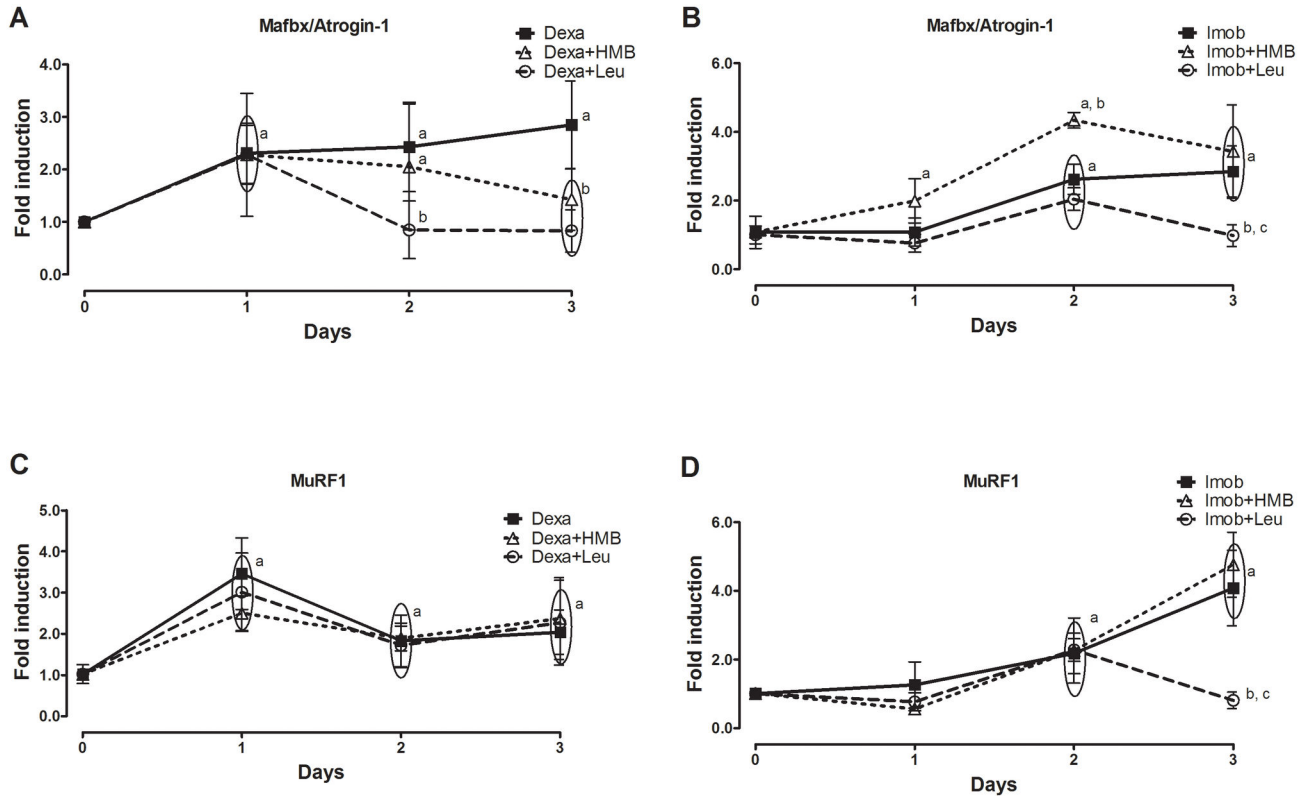 A
Mafbx/Atrogin-1
Dexa
Dexa+HMB
Dexa+Leu
Fold induction
4.0
3.0
2.0
1.0
0.0
a
a
a
b
a
b
0
1
2
3
Days
B
Mafbx/Atrogin-1
Imob
Imob+HMB
Imob+Leu
Fold induction
6.0
4.0
2.0
0.0
a
a, b
a
a
b, c
0
1
2
3
Days
C
MuRF1
Dexa
Dexa+HMB
Dexa+Leu
Fold induction
5.0
4.0
3.0
2.0
1.0
0.0
a
a
a
0
1
2
3
Days
D
MuRF1
Imob
Imob+HMB
Imob+Leu
Fold induction
6.0
4.0
2.0
0.0
a
a
b, c
0
1
2
3
Days